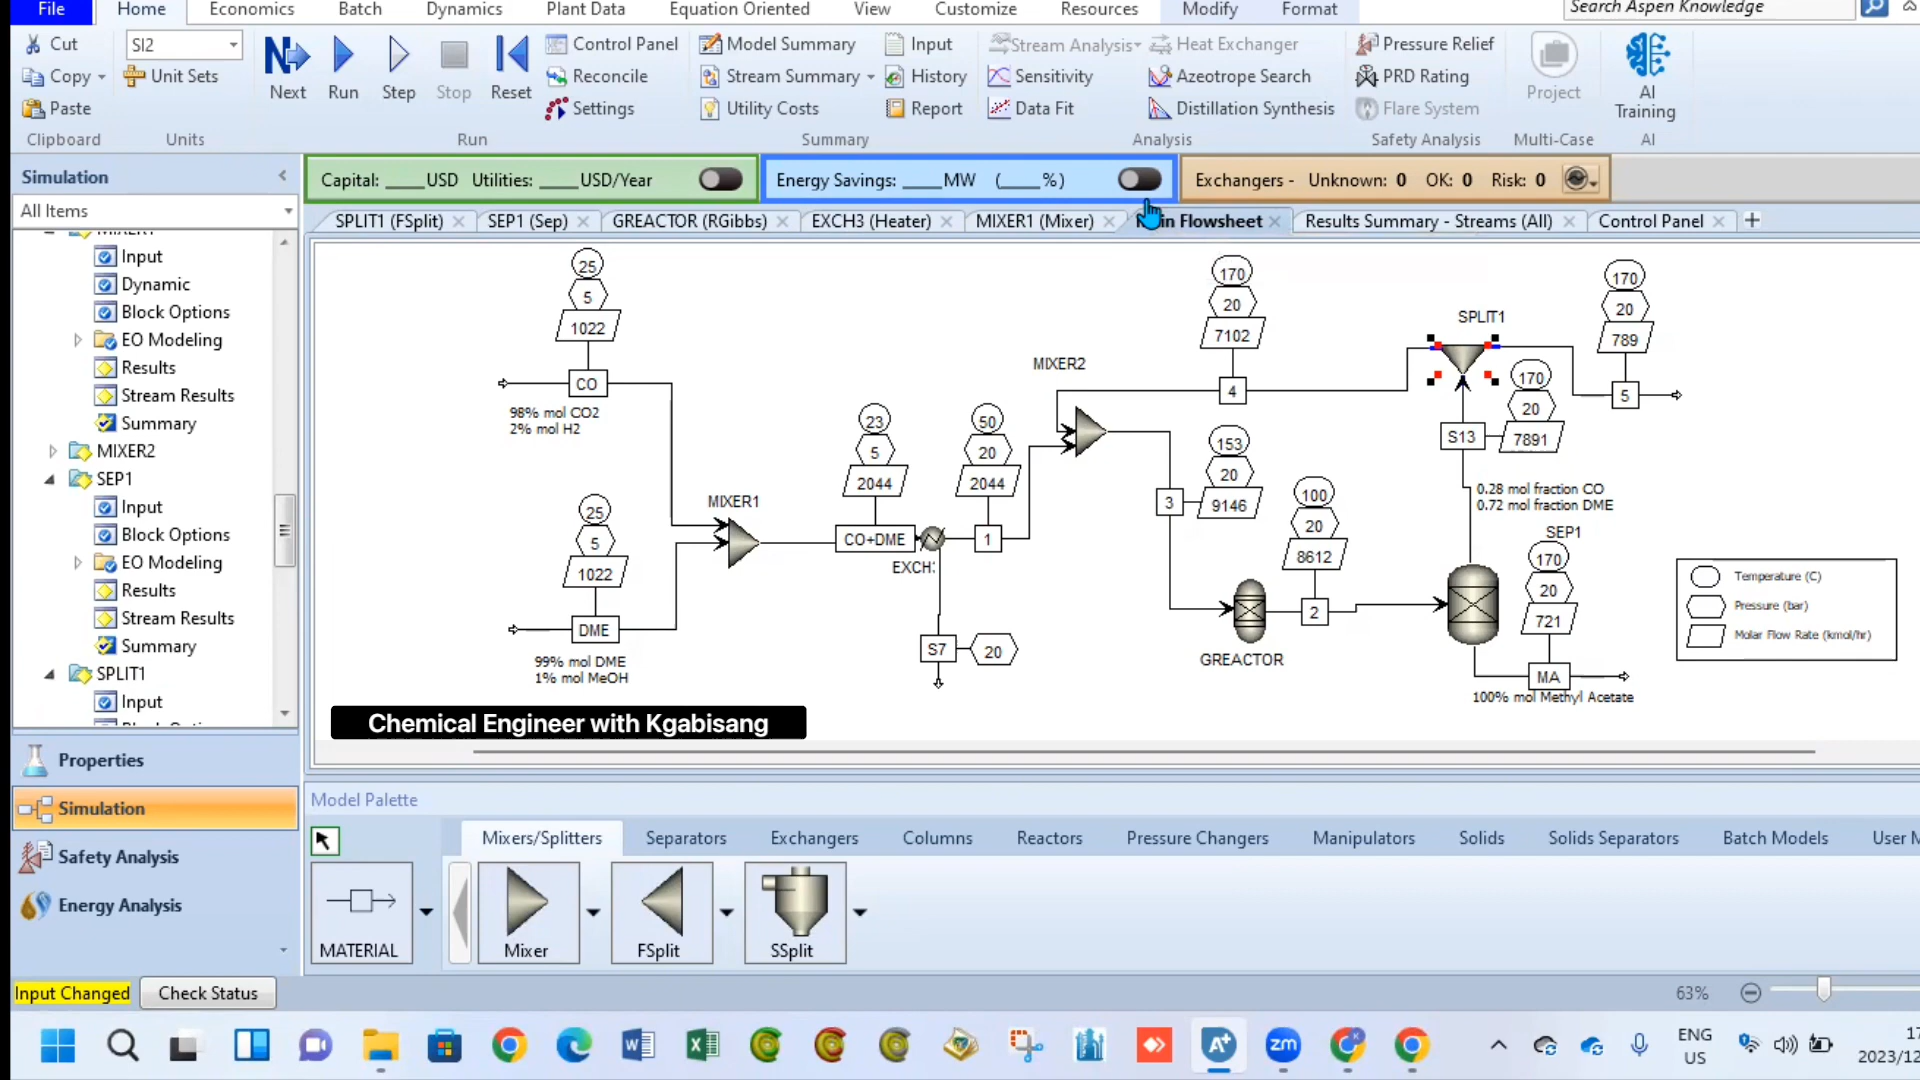 File Home Economics Batch Dynamics Plant Data Equation Oriented View Customize Resources Modify Format Search Aspen Knowledge
Cut
Copy
Paste
Clipboard
SI2
Unit Sets
Units
Next
Run
Step
Stop
Reset
Control Panel
Reconcile
Settings
Run
Model Summary
Stream Summary
Utility Costs
Input
History
Report
Summary
Stream Analysis
Sensitivity
Data Fit
Heat Exchanger
Azeotrope Search
Distillation Synthesis
Analysis
Pressure Relief
PRD Rating
Flare System
Safety Analysis
Project
Multi-Case
AI
Training
AI
Capital: ____USD Utilities: ____USD/Year
Energy Savings: ____MW (____%)
Exchangers - Unknown: 0 OK: 0 Risk: 0
SPLIT1 (FSplit) SEP1 (Sep) GREACTOR (RGibbs) EXCH3 (Heater) MIXER1 (Mixer) in Flowsheet Results Summary - Streams (All) Control Panel
Simulation
All Items
MIXER1
Input
Dynamic
Block Options
EO Modeling
Results
Stream Results
Summary
MIXER2
SEP1
Input
Block Options
EO Modeling
Results
Stream Results
Summary
SPLIT1
Input
Properties
Simulation
Safety Analysis
Energy Analysis
25
5
1022
CO
98% mol CO2
2% mol H2
25
5
1022
DME
99% mol DME
1% mol MeOH
MIXER1
23
5
2044
CO+DME
EXCH:
50
20
2044
1
S7
20
MIXER2
170
20
7102
4
153
20
9146
3
GREACTOR
100
20
8612
2
SPLIT1
170
20
7891
S13
0.28 mol fraction CO
0.72 mol fraction DME
SEP1
170
20
721
MA
100% mol Methyl Acetate
170
20
789
5
Temperature (C)
Pressure (bar)
Molar Flow Rate (kmol/hr)
Chemical Engineer with Kgabisang
Model Palette
Mixers/Splitters Separators Exchangers Columns Reactors Pressure Changers Manipulators Solids Solids Separators Batch Models User
MATERIAL
Mixer
FSplit
SSplit
Input Changed
Check Status
63%
zm
ENG
US
2023/12